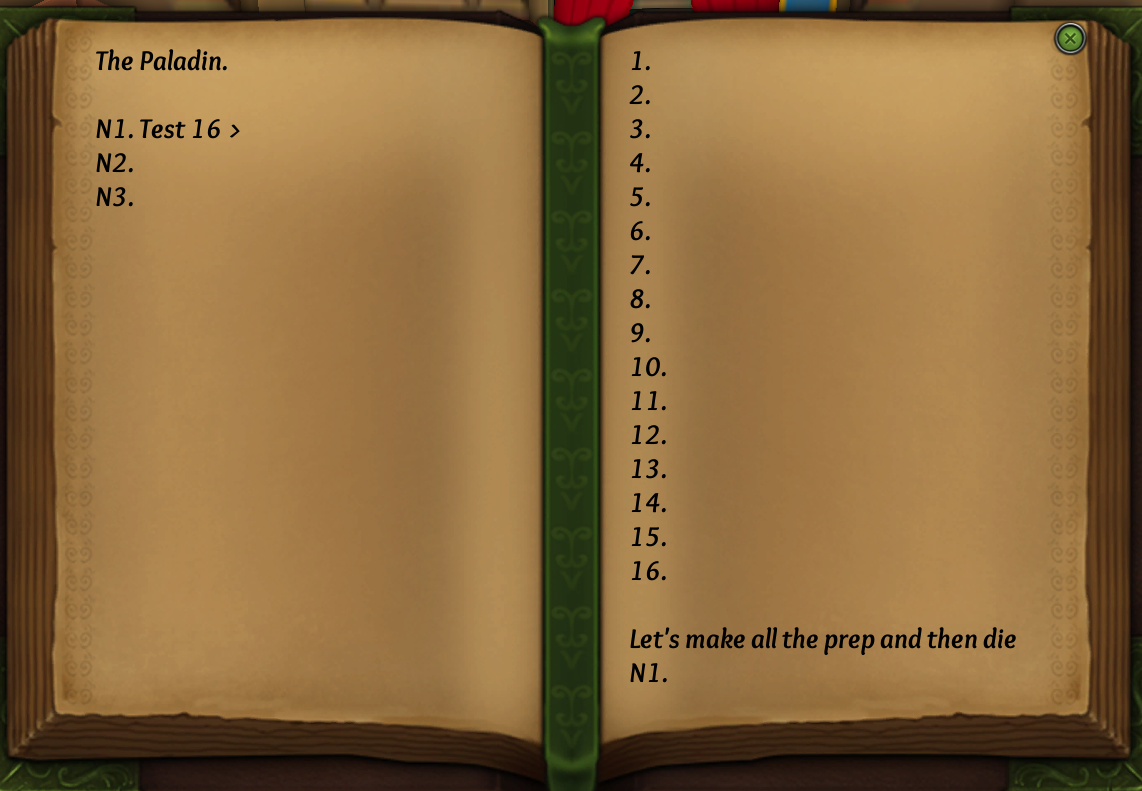 The Paladin.
N1. Test 16 >
N2.
N3.
1.
2.
3.
4.
5.
6.
7.
8.
9.
10.
11.
12.
13.
14.
15.
16.
Let's make all the prep and then die
N1.